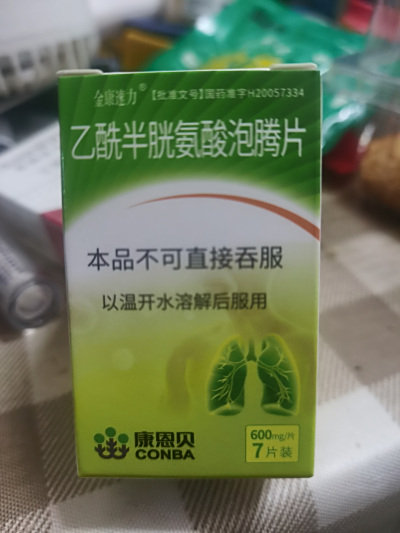 金康速力® 【批准文号】国药准字H20057334
乙酰半胱氨酸泡腾片
本品不可直接吞服
以温开水溶解后服用
康恩贝
CONBA
600mg/片
7片装